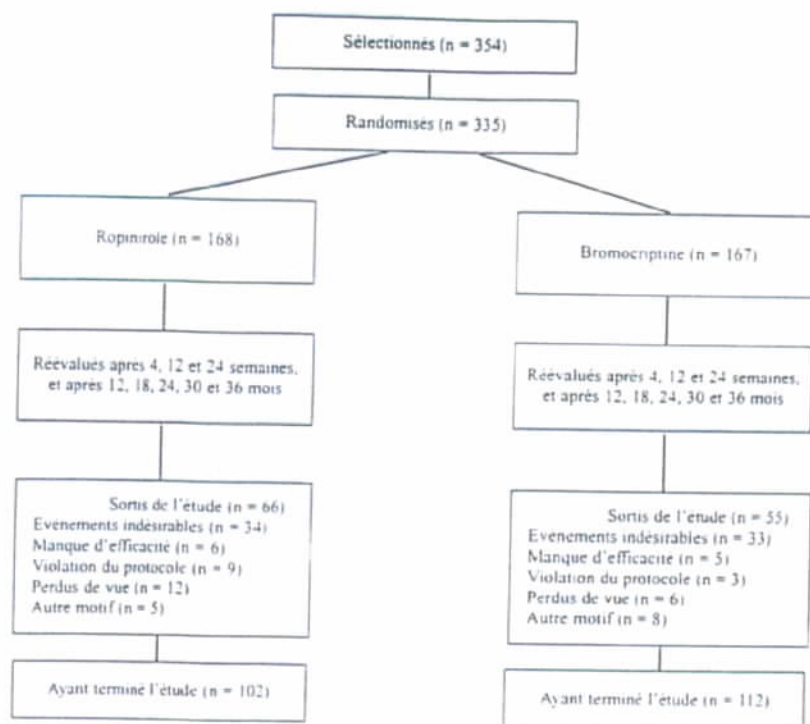 Sélectionnés (n = 354)
Randomisés (n = 335)
Ropinirole (n = 168)
Bromocriptine (n = 167)
Réévalués après 4, 12 et 24 semaines,
et après 12, 18, 24, 30 et 36 mois
Réévalués après 4, 12 et 24 semaines,
et après 12, 18, 24, 30 et 36 mois
Sortis de l'étude (n = 66)
Evénements indésirables (n = 34)
Manque d'efficacité (n = 6)
Violation du protocole (n = 9)
Perdus de vue (n = 12)
Autre motif (n = 5)
Sortis de l'étude (n = 55)
Evénements indésirables (n = 33)
Manque d'efficacité (n = 5)
Violation du protocole (n = 3)
Perdus de vue (n = 6)
Autre motif (n = 8)
Ayant terminé l'étude (n = 102)
Ayant terminé l'étude (n = 112)